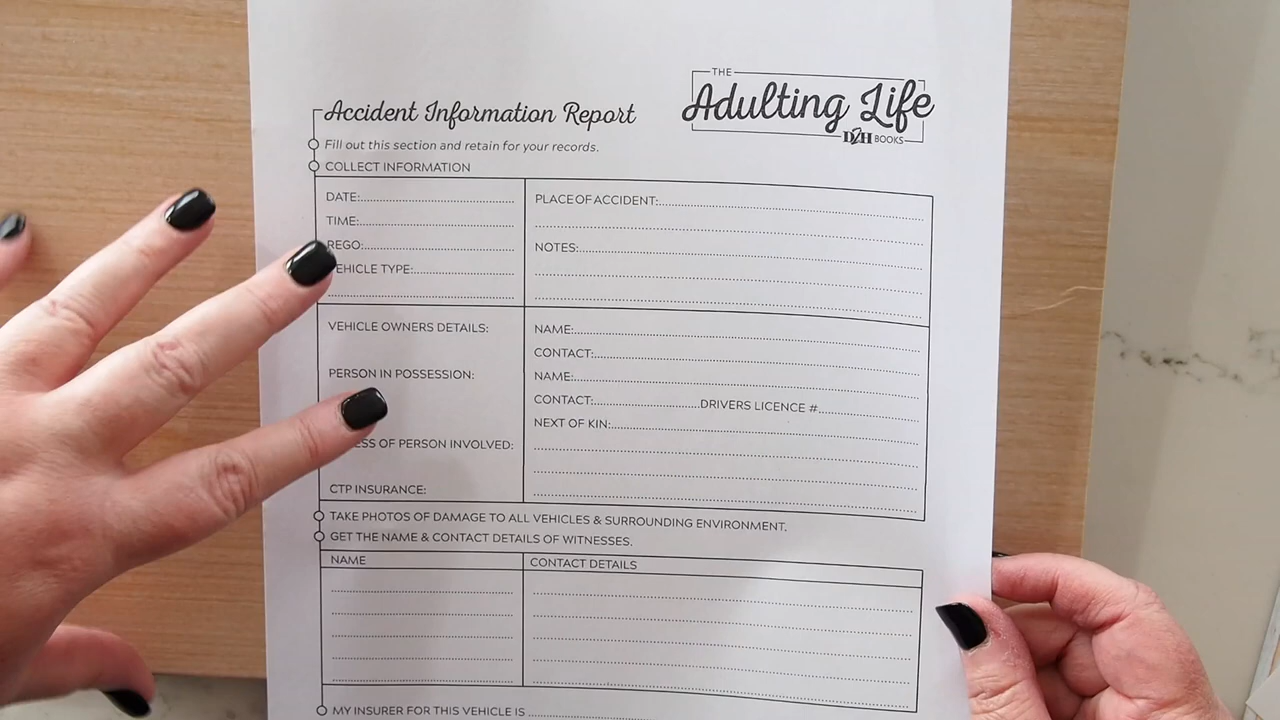 THE
Adulting Life
DZH BOOKS
Accident Information Report
Fill out this section and retain for your records.
COLLECT INFORMATION
DATE:
TIME:
REGO:
VEHICLE TYPE:
PLACE OF ACCIDENT:
NOTES:
VEHICLE OWNERS DETAILS:
NAME:
CONTACT:
PERSON IN POSSESSION:
NAME:
CONTACT: DRIVERS LICENCE #
NEXT OF KIN:
OF PERSON INVOLVED:
CTP INSURANCE:
TAKE PHOTOS OF DAMAGE TO ALL VEHICLES & SURROUNDING ENVIRONMENT.
GET THE NAME & CONTACT DETAILS OF WITNESSES.
NAME
CONTACT DETAILS
MY INSURER FOR THIS VEHICLE IS